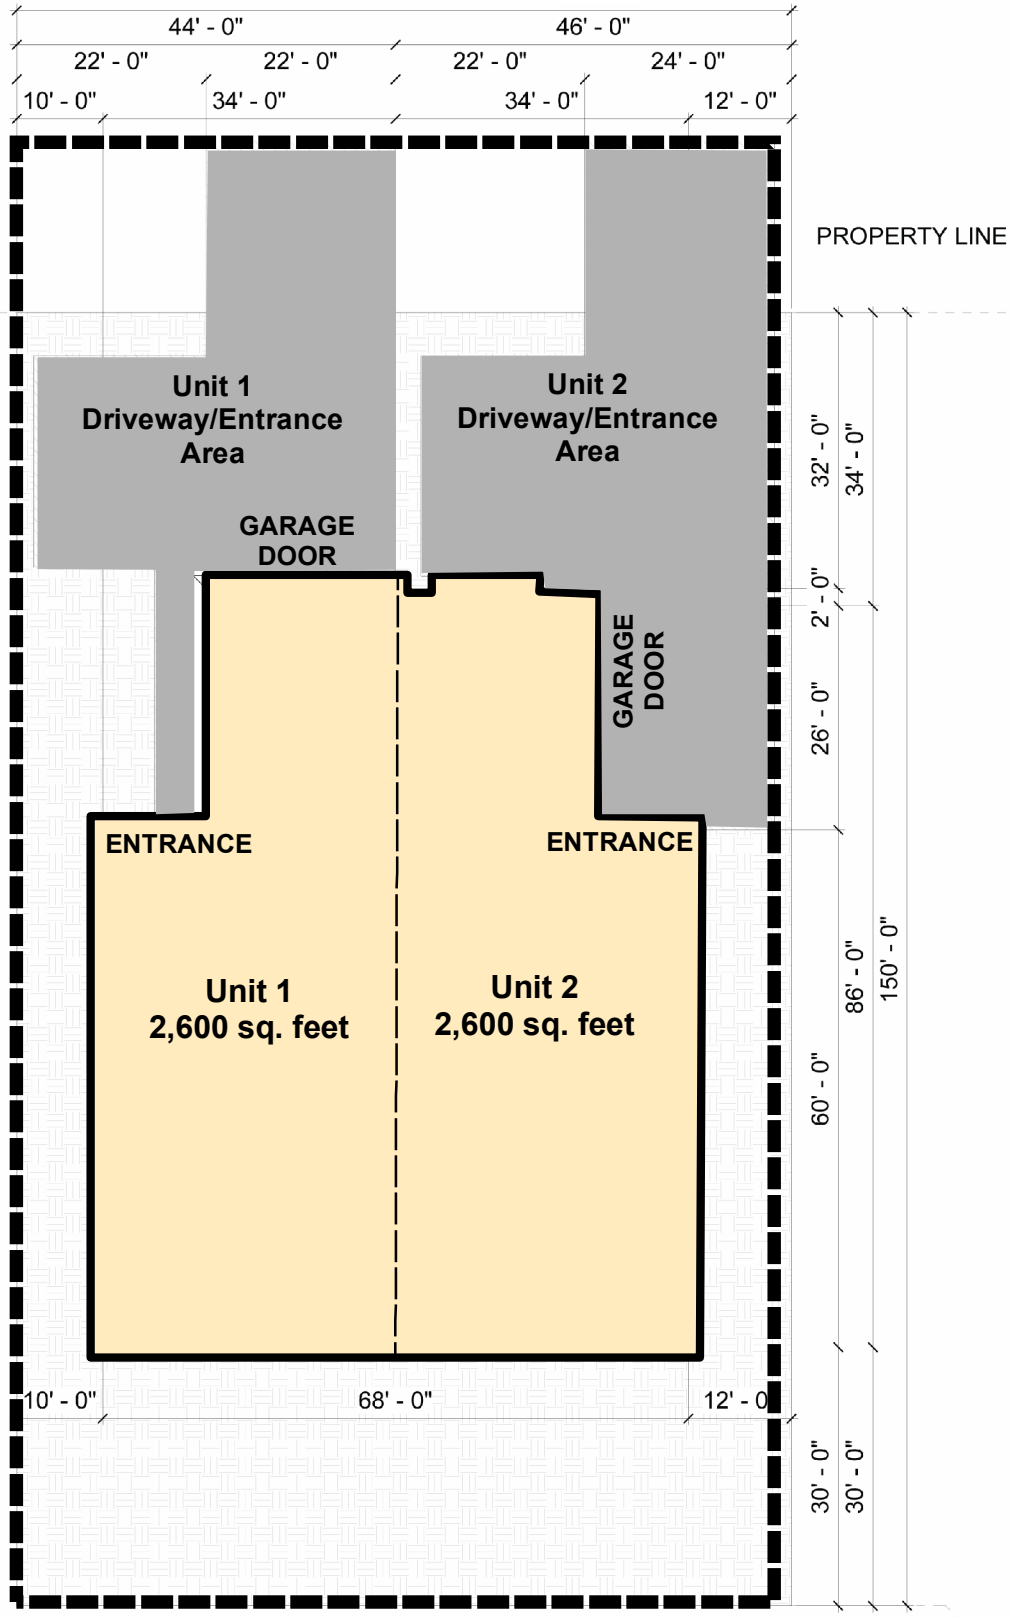 44' - 0" 46' - 0"
22' - 0" 22' - 0" 22' - 0" 24' - 0"
10' - 0" 34' - 0" 34' - 0" 12' - 0"
PROPERTY LINE
Unit 1
Driveway/Entrance
Area
Unit 2
Driveway/Entrance
Area
32' - 0"
34' - 0"
GARAGE
DOOR
2' - 0"
GARAGE
DOOR
26' - 0"
ENTRANCE
ENTRANCE
Unit 1
2,600 sq. feet
Unit 2
2,600 sq. feet
86' - 0"
150' - 0"
60' - 0"
10' - 0" 68' - 0" 12' - 0
30' - 0"
30' - 0"